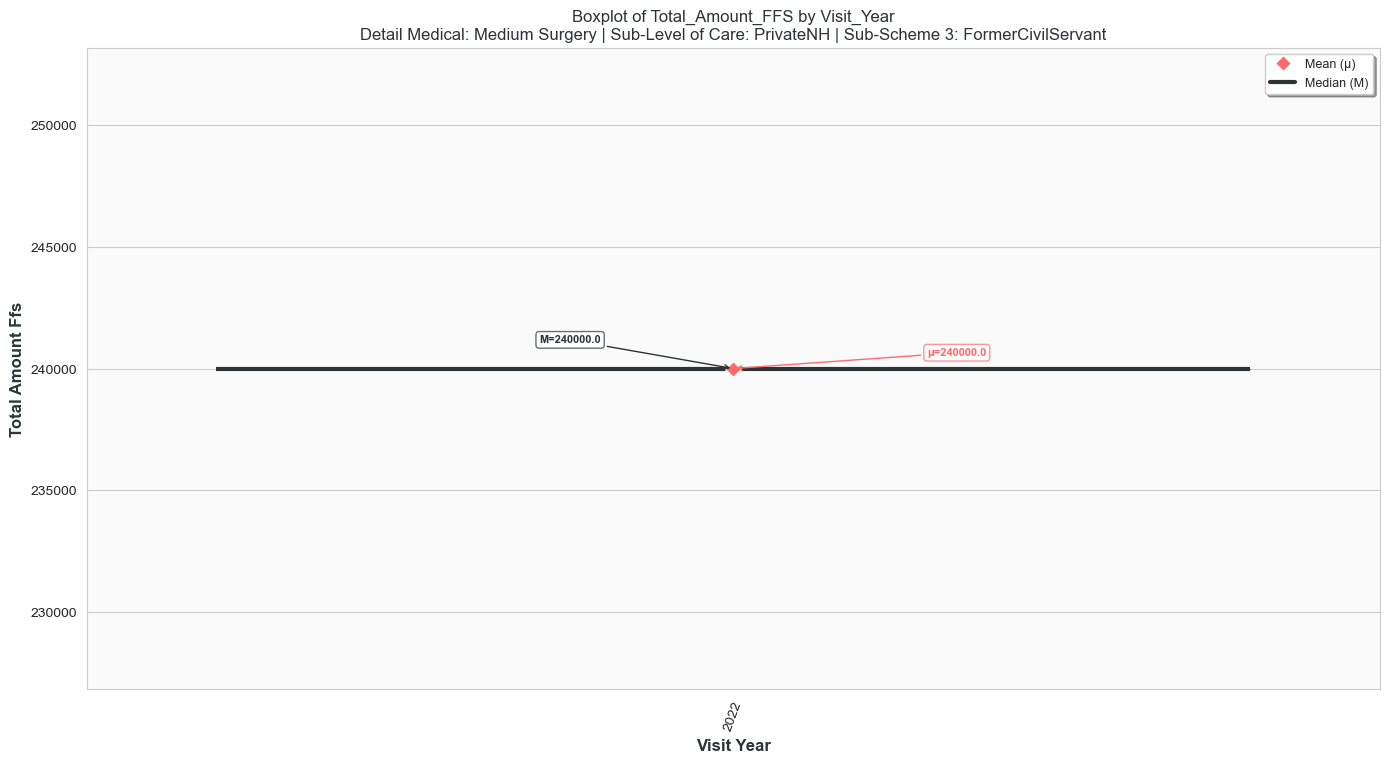 Boxplot of Total_Amount_FFS by Visit_Year
Detail Medical: Medium Surgery | Sub-Level of Care: PrivateNH | Sub-Scheme 3: FormerCivilServant
Mean (μ)
Median (M)
250000
245000
240000
235000
230000
Total Amount Ffs
M=240000.0
μ=240000.0
2022
Visit Year